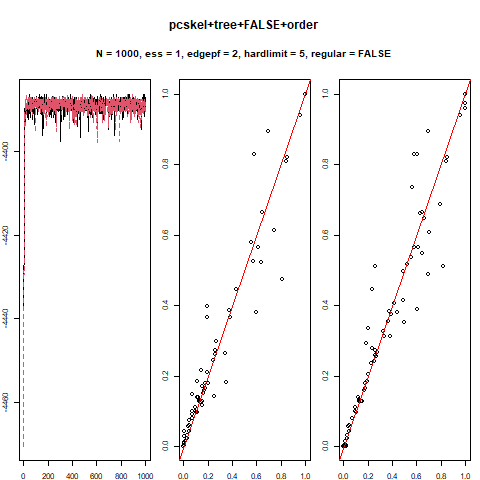 pcskel+tree+FALSE+order
N = 1000, ess = 1, edgepf = 2, hardlimit = 5, regular = FALSE
-4460 -4440 -4420 -4400
0 200 400 600 800 1000
0.0 0.2 0.4 0.6 0.8 1.0
0.0 0.2 0.4 0.6 0.8 1.0
0.0 0.2 0.4 0.6 0.8 1.0
0.0 0.2 0.4 0.6 0.8 1.0